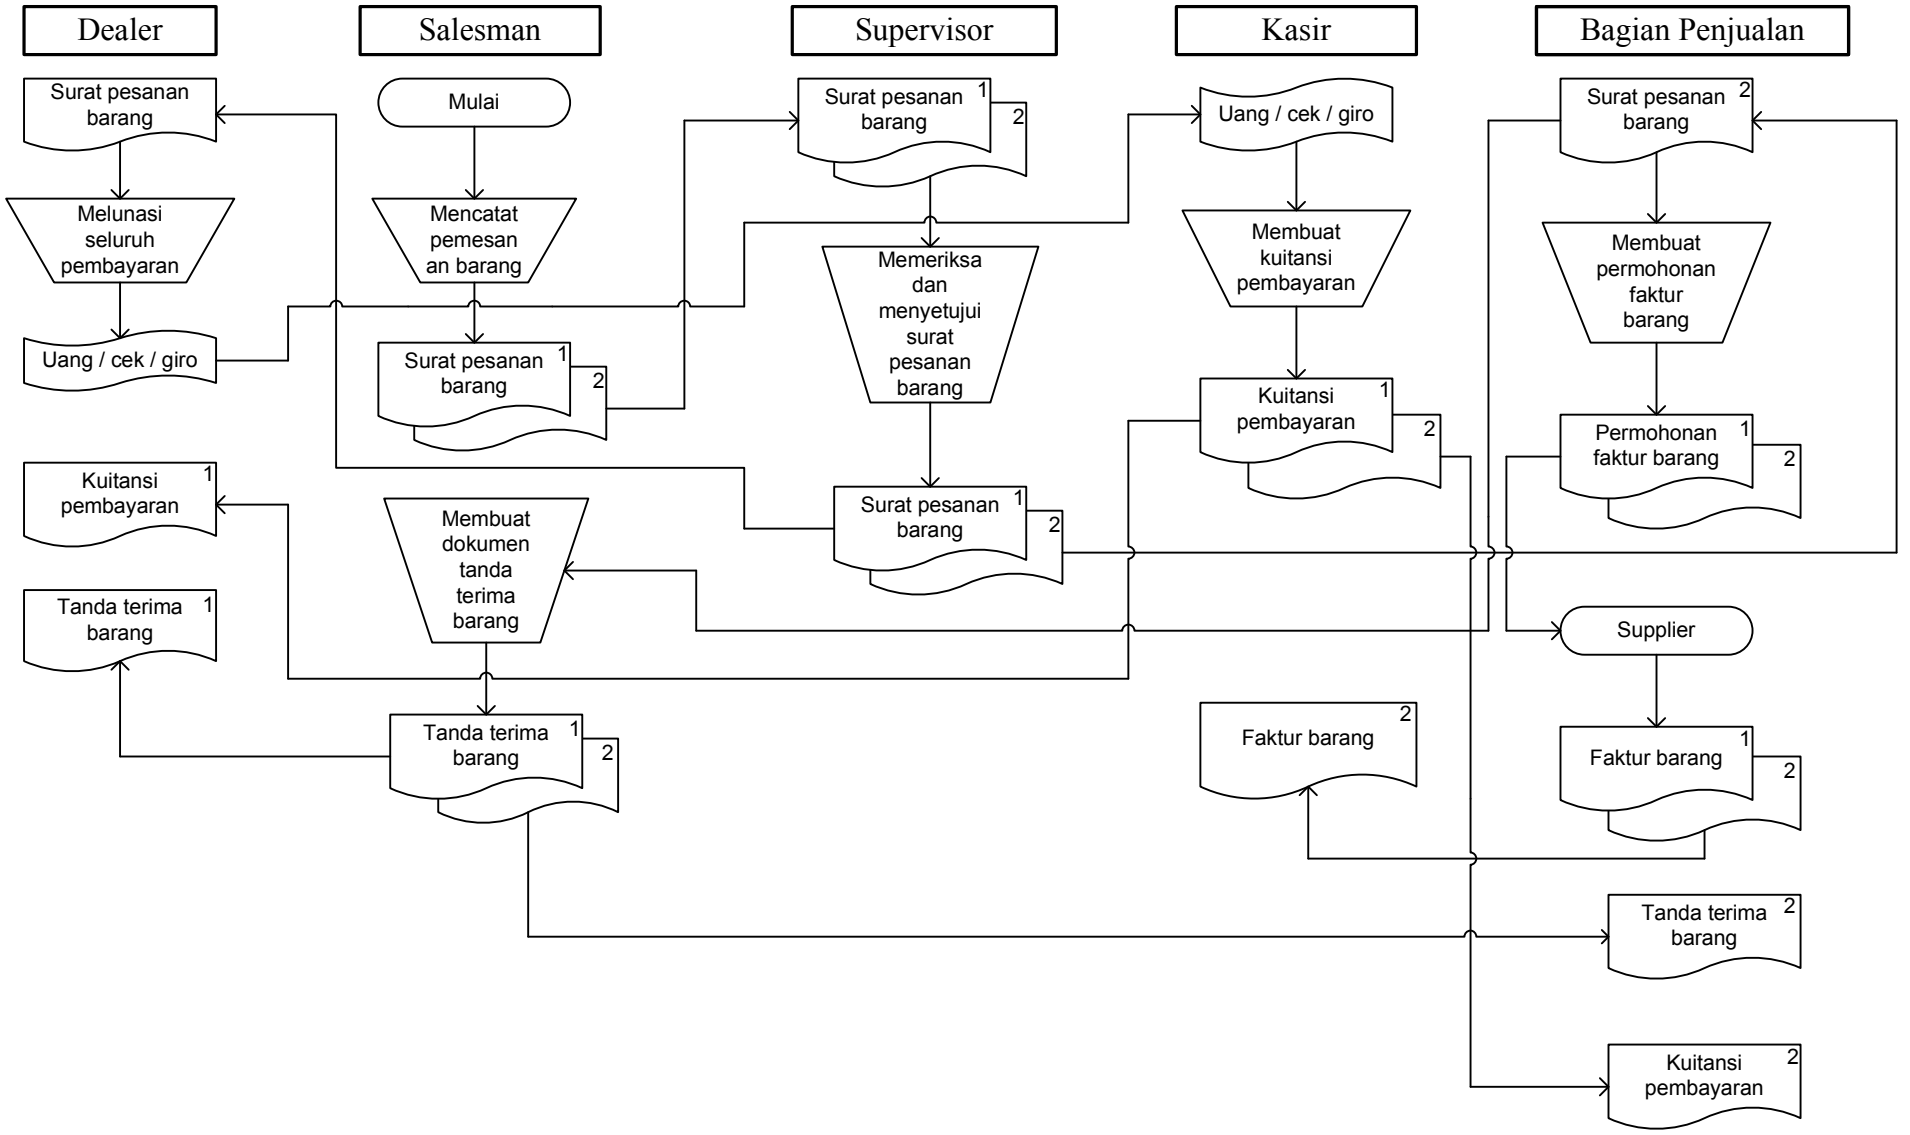 Dealer
Salesman
Supervisor
Kasir
Bagian Penjualan
Surat pesanan
barang
Melunasi
seluruh
pembayaran
Uang / cek / giro
Kuitansi 1
pembayaran
Tanda terima 1
barang
Mulai
Mencatat
pemesan
an barang
Surat pesanan 1
barang 2
Membuat
dokumen
tanda
terima
barang
Tanda terima 1
barang 2
Surat pesanan 1
barang 2
Memeriksa
dan
menyetujui
surat
pesanan
barang
Surat pesanan 1
barang 2
Uang / cek / giro
Membuat
kuitansi
pembayaran
Kuitansi 1
pembayaran 2
Faktur barang 2
Surat pesanan 2
barang
Membuat
permohonan
faktur
barang
Permohonan 1
faktur barang 2
Supplier
Faktur barang 1
2
Tanda terima 2
barang
Kuitansi 2
pembayaran